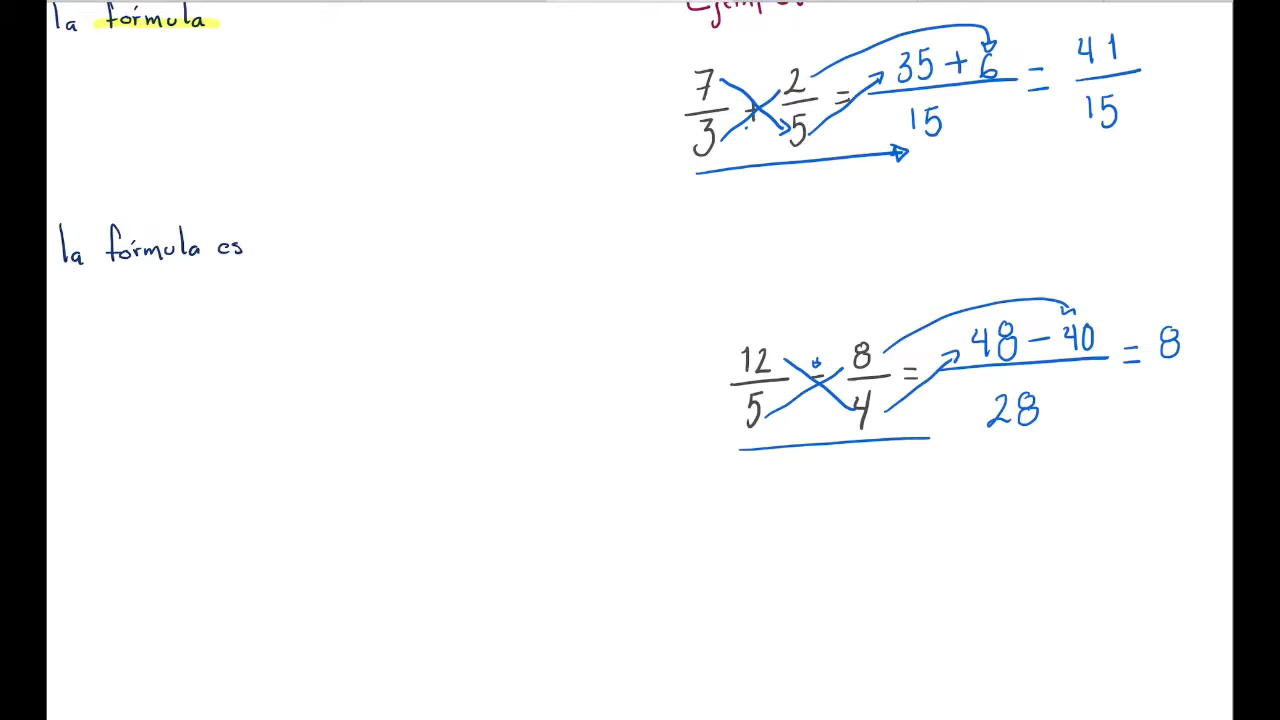 la fórmula
7/3 + 2/5 = 35 + 6/15 = 41/15
la fórmula es
12/5 - 8/4 = 48 - 40/28 = 8